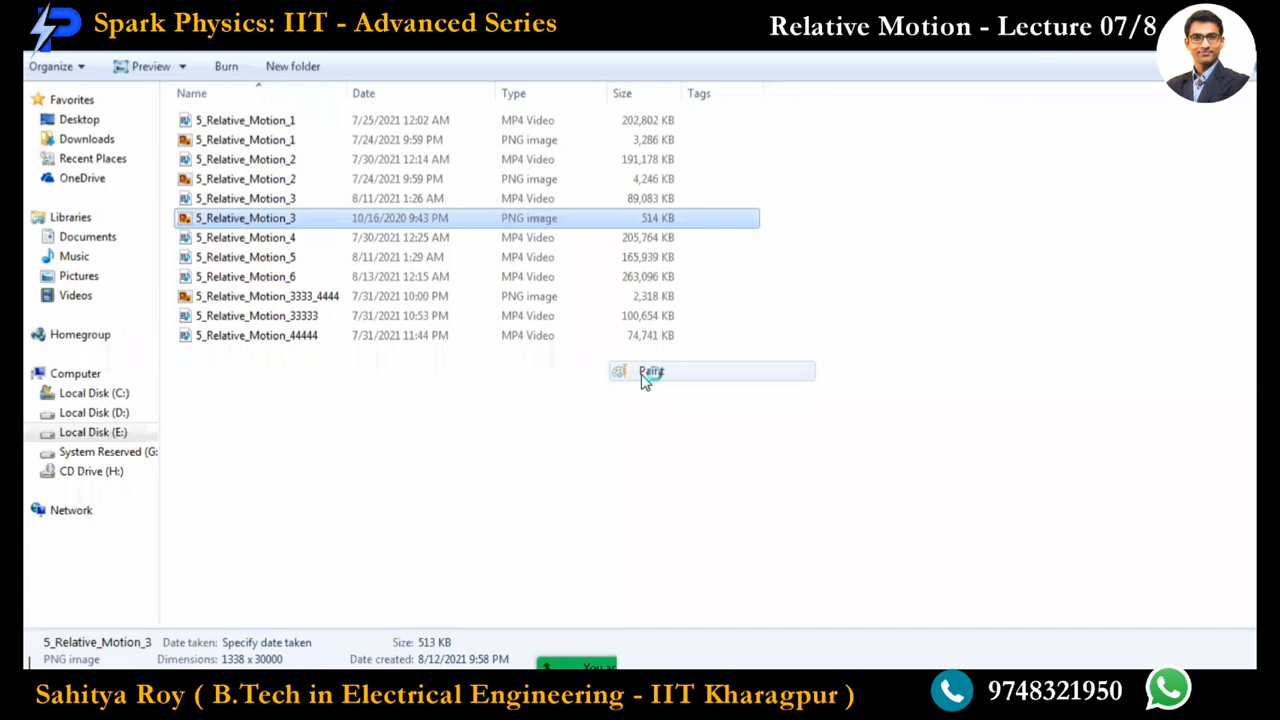 Spark Physics: IIT - Advanced Series
Relative Motion - Lecture 07/8
Organize Preview Burn New folder
Name Date Type Size Tags
Favorites
Desktop
Downloads
Recent Places
OneDrive
Libraries
Documents
Music
Pictures
Videos
Homegroup
Computer
Local Disk (C:)
Local Disk (D:)
Local Disk (E:)
System Reserved (G:
CD Drive (H:)
Network
5_Relative_Motion_1 7/25/2021 12:02 AM MP4 Video 202,802 KB
5_Relative_Motion_1 7/24/2021 9:59 PM PNG image 3,286 KB
5_Relative_Motion_2 7/30/2021 12:14 AM MP4 Video 191,178 KB
5_Relative_Motion_2 7/24/2021 9:59 PM PNG image 4,246 KB
5_Relative_Motion_3 8/11/2021 1:26 AM MP4 Video 89,083 KB
5_Relative_Motion_3 10/16/2020 9:43 PM PNG image 514 KB
5_Relative_Motion_4 7/30/2021 12:25 AM MP4 Video 205,764 KB
5_Relative_Motion_5 8/11/2021 1:29 AM MP4 Video 165,939 KB
5_Relative_Motion_6 8/13/2021 12:15 AM MP4 Video 263,096 KB
5_Relative_Motion_3333_4444 7/31/2021 10:00 PM PNG image 2,318 KB
5_Relative_Motion_33333 7/31/2021 10:53 PM MP4 Video 100,654 KB
5_Relative_Motion_44444 7/31/2021 11:44 PM MP4 Video 74,741 KB
Paint
5_Relative_Motion_3 Date taken: Specify date taken Size: 513 KB
PNG image Dimensions: 1338 x 30000 Date created: 8/12/2021 9:58 PM
Sahitya Roy ( B.Tech in Electrical Engineering - IIT Kharagpur )
9748321950